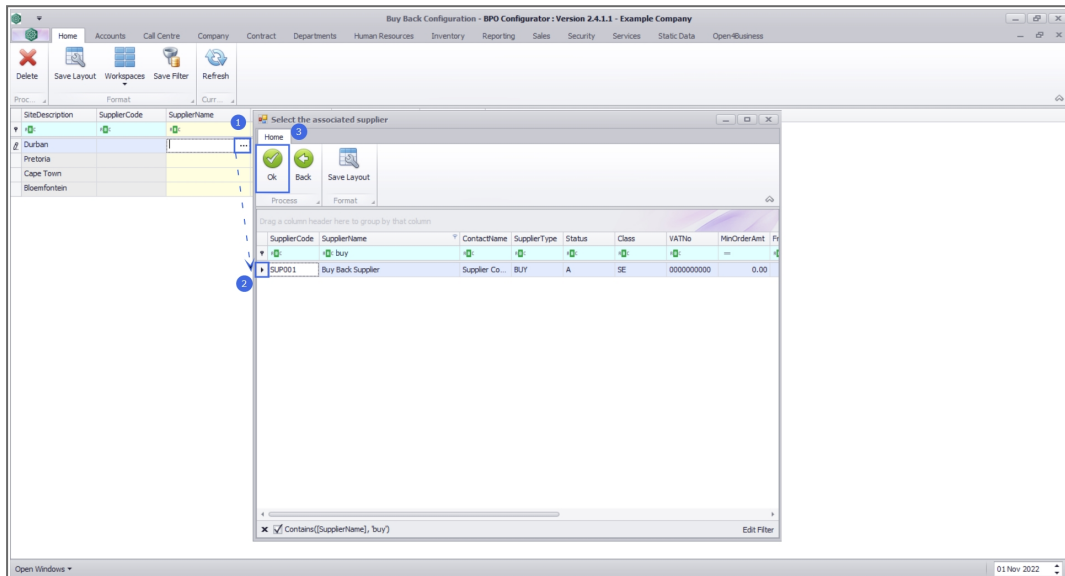 Buy Back Configuration - BPO Configurator : Version 2.4.1.1 - Example Company
Home Accounts Call Centre Company Contract Departments Human Resources Inventory Reporting Sales Security Services Static Data Open4Business
Delete Save Layout Workspaces Save Filter Refresh
Proc... Format Curr...
SiteDescription SupplierCode SupplierName
1
Select the associated supplier
3
Home
Durban ...
Pretoria
Cape Town
Bloemfontein
Ok Back Save Layout
Process Format
Drag a column header here to group by that column
SupplierCode SupplierName ContactName SupplierType Status Class VATNo MinOrderAmt Fr
buy =
SUP001 Buy Back Supplier Supplier Co... BUY A SE 0000000000 0.00
2
Contains([SupplierName], 'buy') Edit Filter
Open Windows 01 Nov 2022